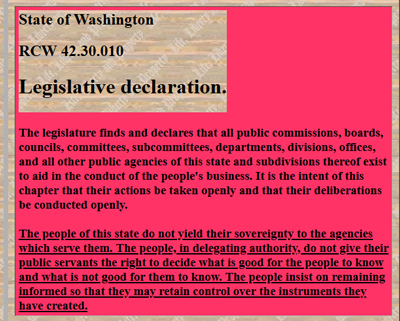 State of Washington
RCW 42.30.010
Legislative declaration.
The legislature finds and declares that all public commissions, boards,
councils, committees, subcommittees, departments, divisions, offices,
and all other public agencies of this state and subdivisions thereof exist
to aid in the conduct of the people's business. It is the intent of this
chapter that their actions be taken openly and that their deliberations
be conducted openly.
The people of this state do not yield their sovereignty to the agencies
which serve them. The people, in delegating authority, do not give their
public servants the right to decide what is good for the people to know
and what is not good for them to know. The people insist on remaining
informed so that they may retain control over the instruments they
have created.